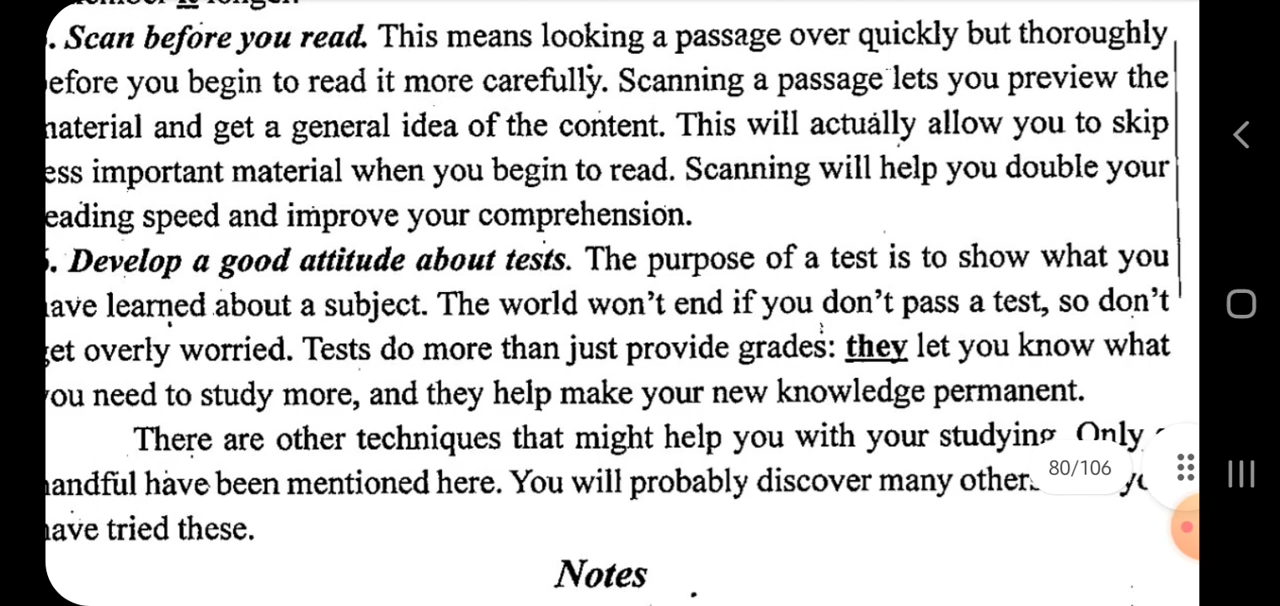 . Scan before you read. This means looking a passage over quickly but thoroughly
efore you begin to read it more carefully. Scanning a passage lets you preview the
aterial and get a general idea of the content. This will actually allow you to skip
ess important material when you begin to read. Scanning will help you double your
eading speed and improve your comprehension.
. Develop a good attitude about tests. The purpose of a test is to show what you
ave learned about a subject. The world won't end if you don't pass a test, so don't
et overly worried. Tests do more than just provide grades: they let you know what
ou need to study more, and they help make your new knowledge permanent.
There are other techniques that might help you with your studying Only
andful have been mentioned here. You will probably discover many other
80/106
ave tried these.
Notes